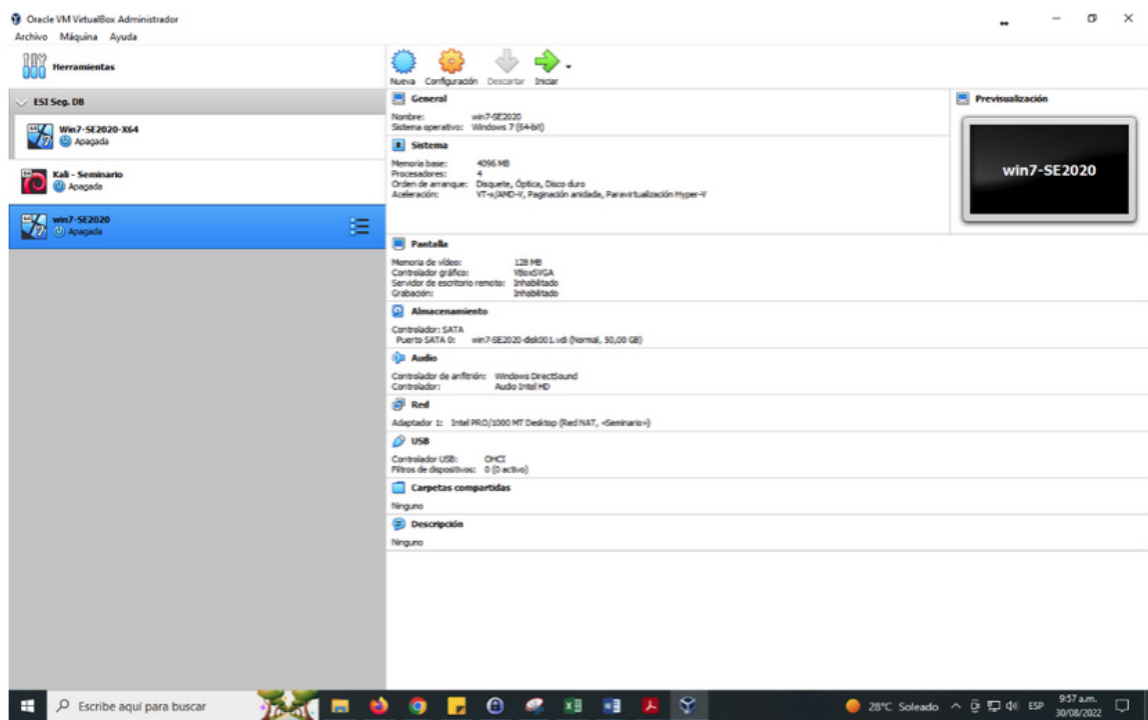 Oracle VM VirtualBox Administrador
Archivo Máquina Ayuda
Herramientas
ESI Seg. DB
Win7-SE2020-X64
Apagada
Kali - Seminario
Apagada
win7-SE2020
Apagada
Nueva Configuración Descartar Iniciar
General
Nombre: win7-SE2020
Sistema operativo: Windows 7 (64-bit)
Sistema
Memoria base: 4096 MB
Procesadores: 4
Orden de arranque: Disquete, Óptica, Disco duro
Aceleración: VT-x/AMD-V, Paginación anidada, Paravirtualización Hyper-V
Previsualización
win7-SE2020
Pantalla
Memoria de vídeo: 128 MB
Controlador gráfico: VBoxSVGA
Servidor de escritorio remoto: Inhabilitado
Grabación: Inhabilitado
Almacenamiento
Controlador: SATA
Puerto SATA 0: win7-SE2020-disk001.vdi (Normal, 50,00 GB)
Audio
Controlador de anfitrión: Windows DirectSound
Controlador: Audio Intel HD
Red
Adaptador 1: Intel PRO/1000 MT Desktop (Red NAT, «Seminario»)
USB
Controlador USB: OHCI
Filtros de dispositivos: 0 (0 activo)
Carpetas compartidas
Ninguno
Descripción
Ninguno
Escribe aquí para buscar
28°C Soleado
ESP
9:57 a.m.
30/08/2022